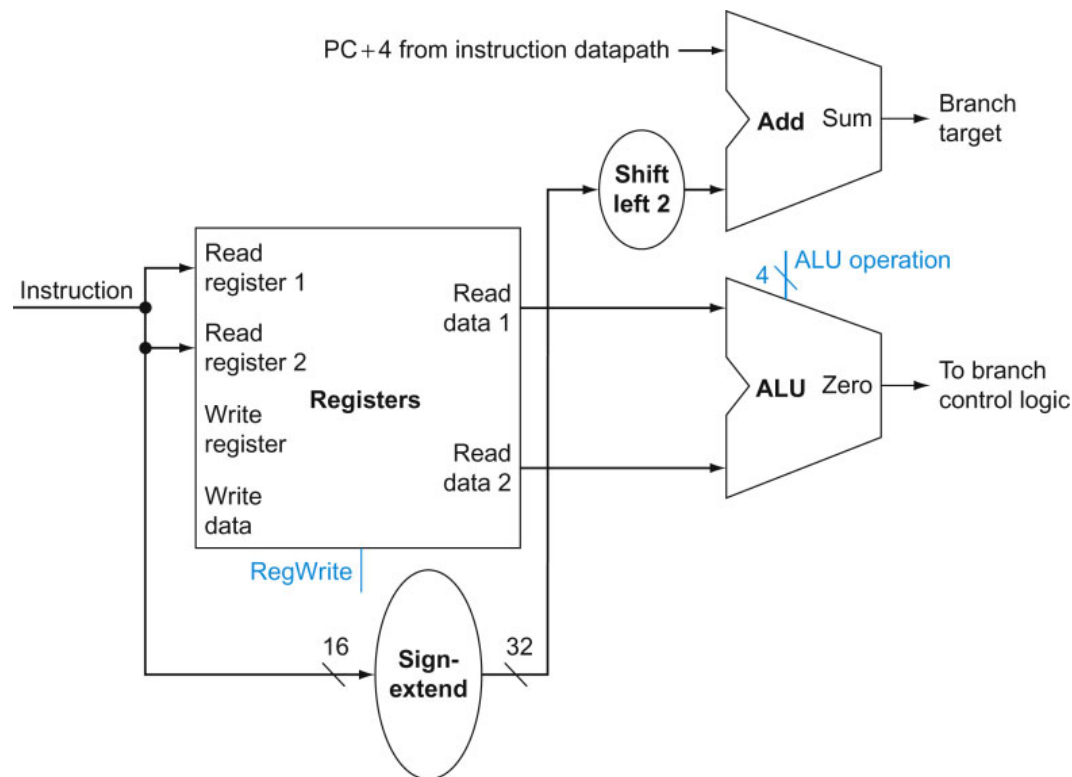 PC+4 from instruction datapath
Add Sum
Branch
target
Shift
left 2
Instruction
Read
register 1
Read
register 2
Write
register
Write
data
Registers
Read
data 1
Read
data 2
RegWrite
4
ALU operation
ALU Zero
To branch
control logic
16
Sign-
extend
32